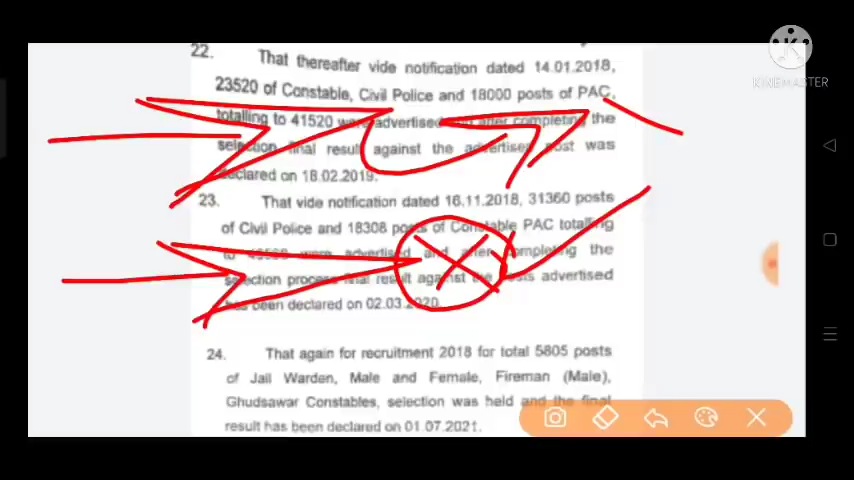 KINEMASTER
22. That thereafter vide notification dated 14.01.2018,
23520 of Constable, Civil Police and 18000 posts of PAC,
totalling to 41520 were advertised and after completing the
selection, final result against the advertised post was
declared on 18.02.2019.
23. That vide notification dated 16.11.2018, 31360 posts
of Civil Police and 18308 posts of Constable PAC totalling
to were advertised and after completing the
selection process final result against the posts advertised
has been declared on 02.03.2020.
24. That again for recruitment 2018 for total 5805 posts
of Jail Warden, Male and Female, Fireman (Male),
Ghudsawar Constables, selection was held and the final
result has been declared on 01.07.2021.